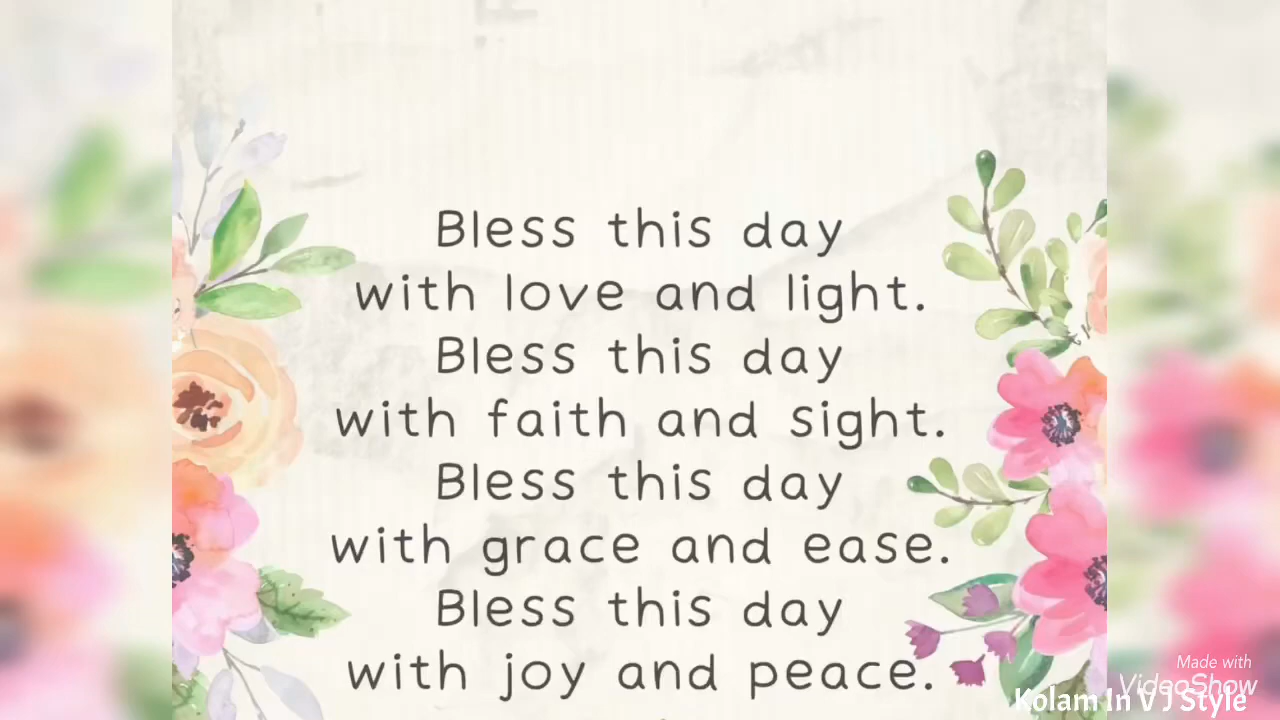 Bless this day
with love and light.
Bless this day
with faith and sight.
Bless this day
with grace and ease.
Bless this day
with joy and peace.
Made with
VideoShow
Kolam In V J Style